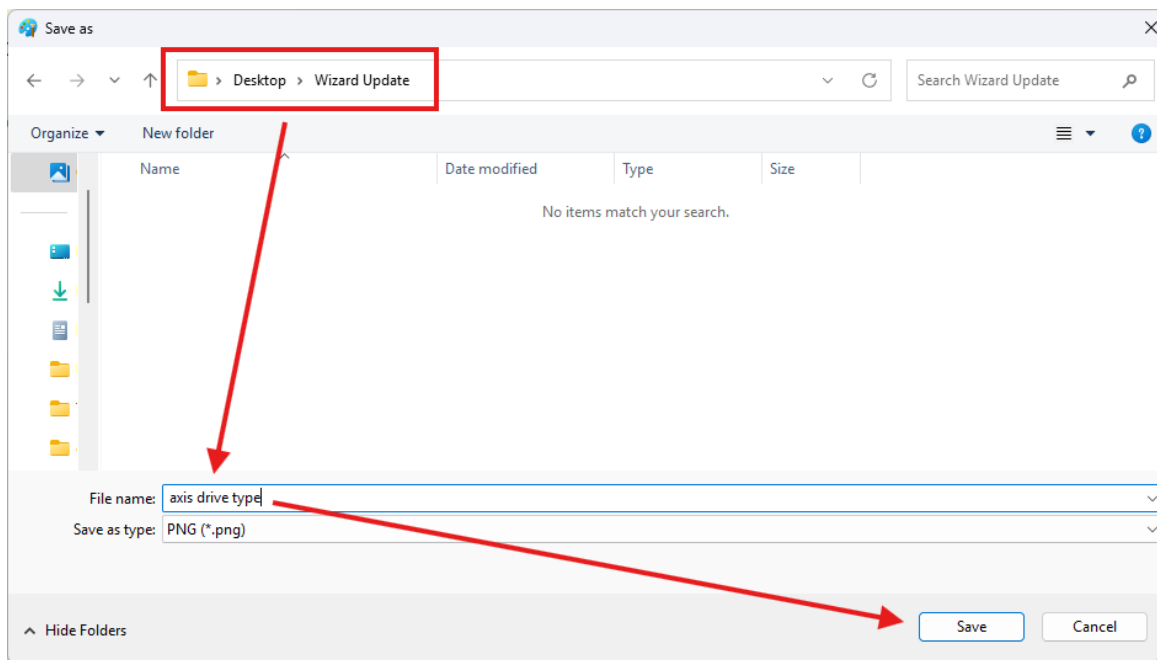 Save as
Desktop > Wizard Update
Search Wizard Update
Organize
New folder
Name
Date modified
Type
Size
No items match your search.
File name: axis drive type
Save as type: PNG (*.png)
Hide Folders
Save
Cancel